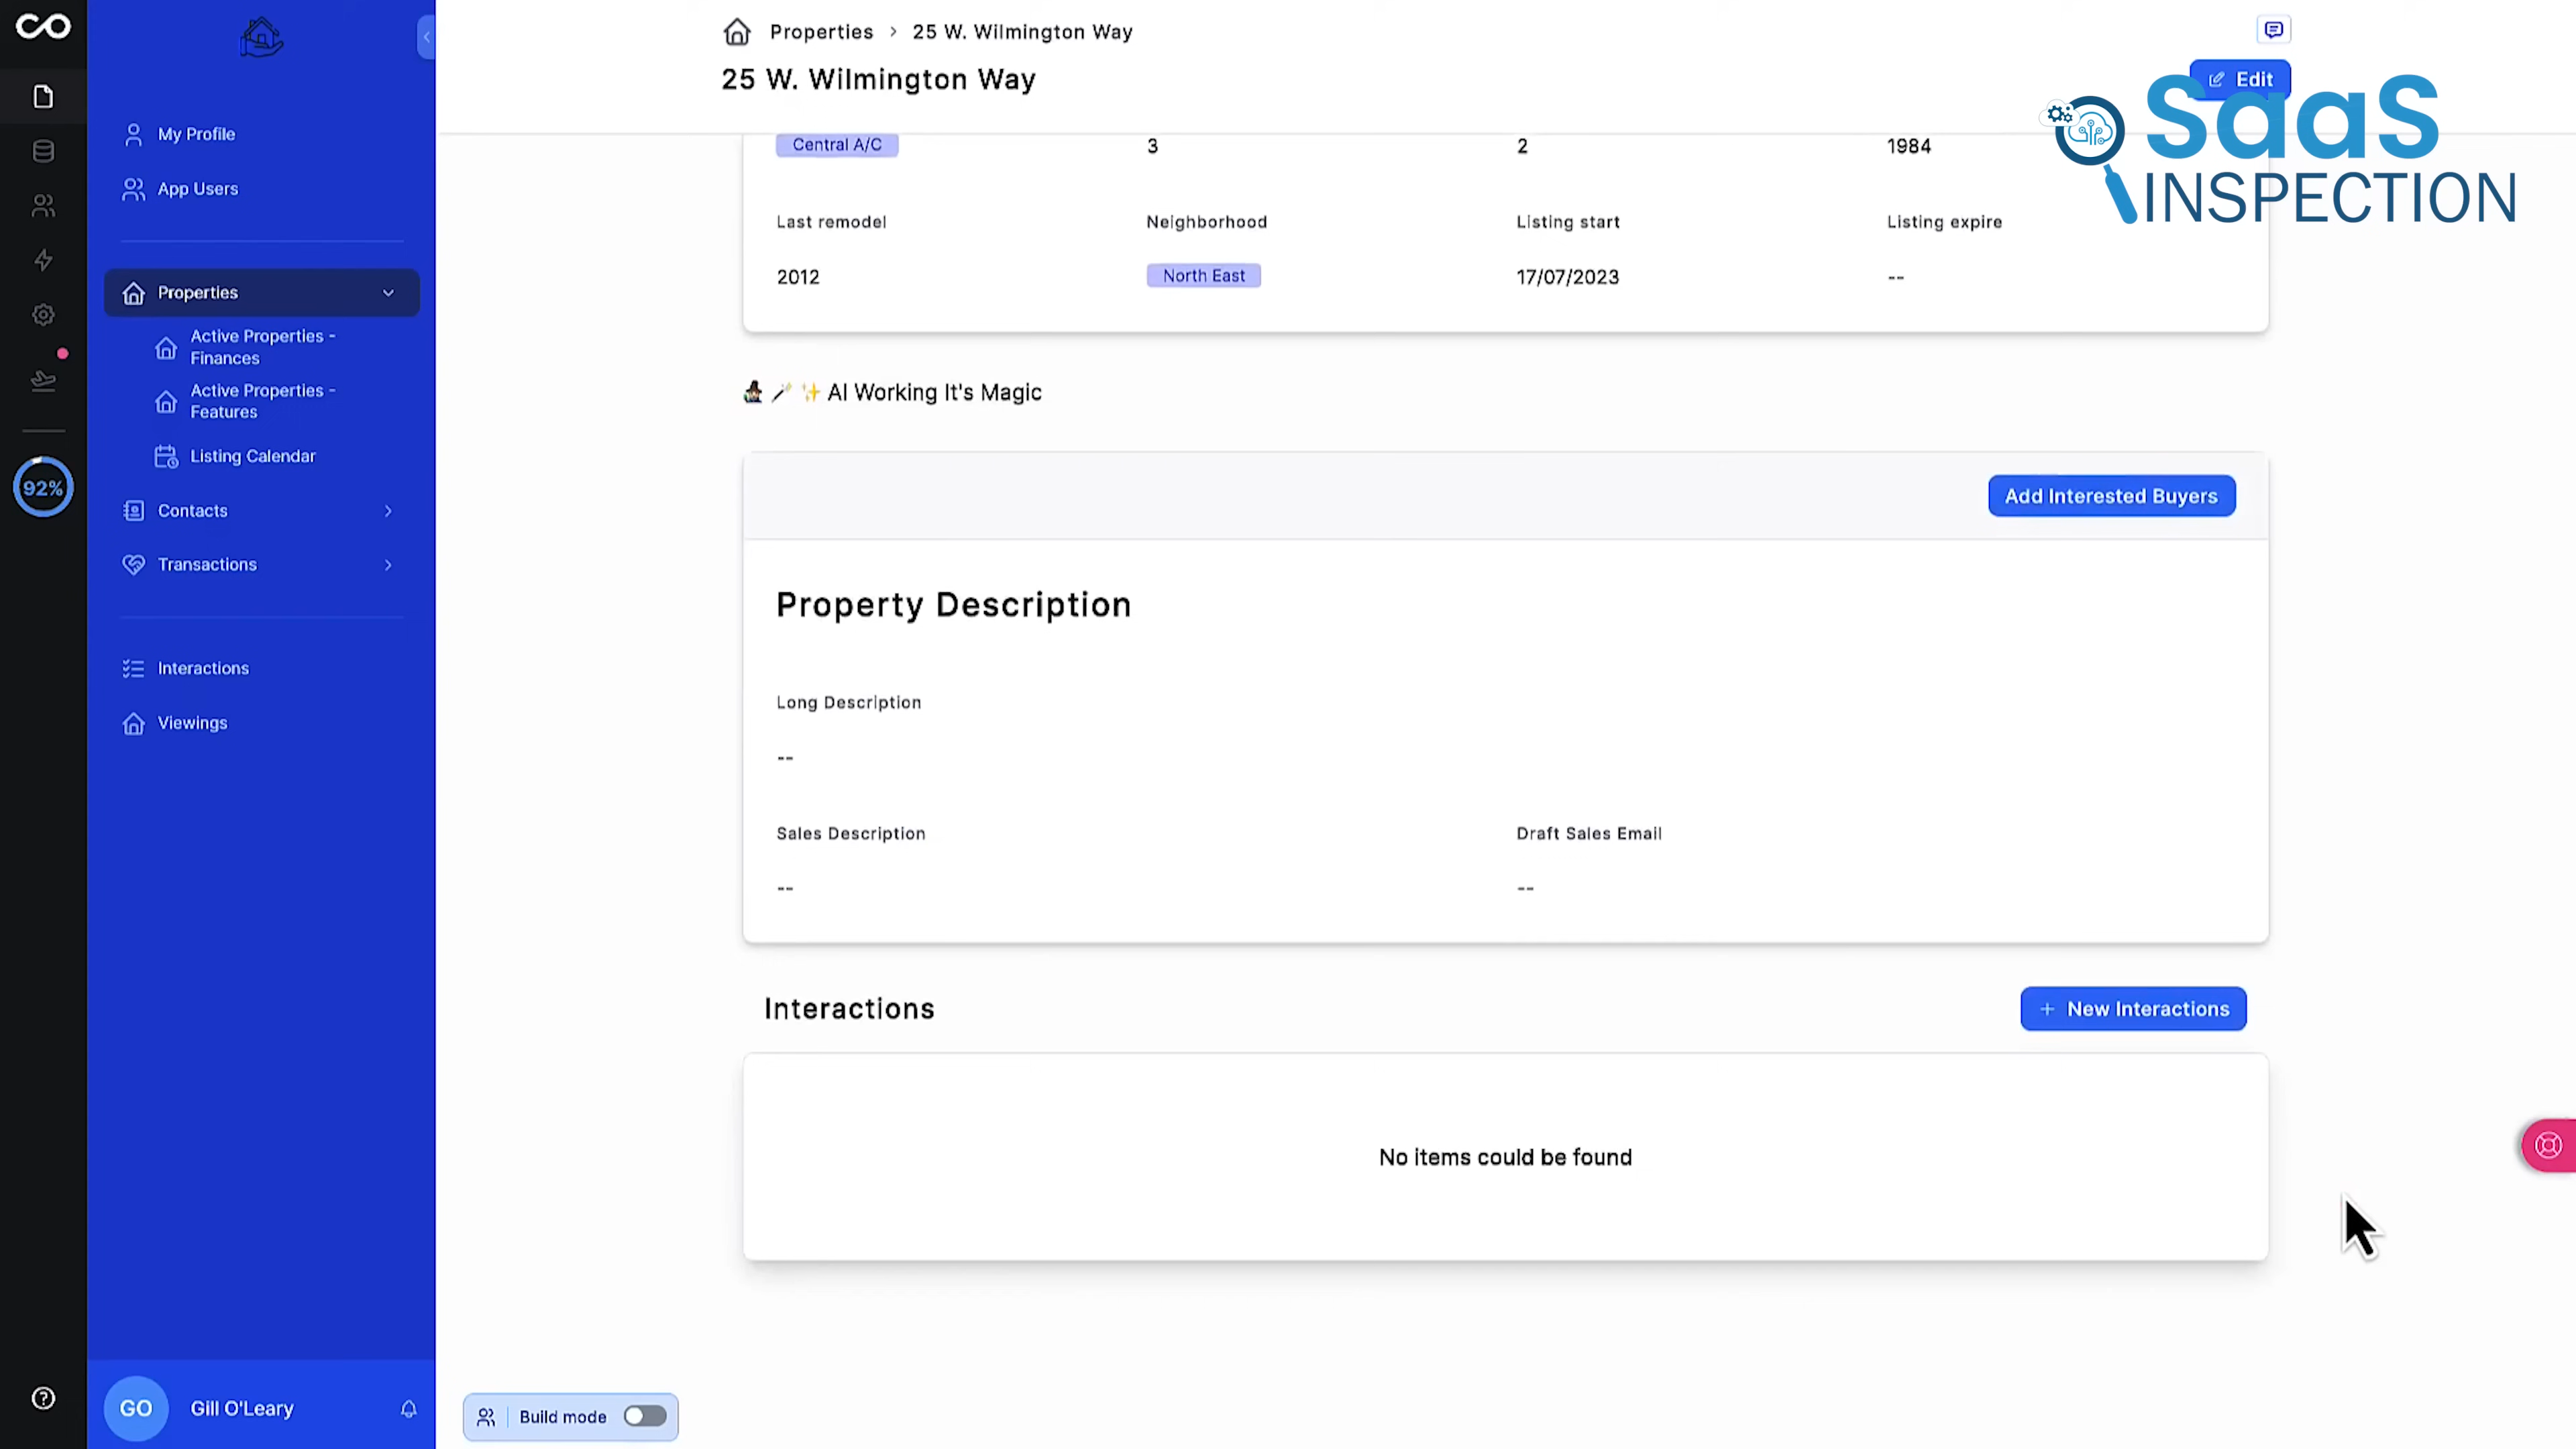 Properties > 25 W. Wilmington Way
25 W. Wilmington Way
Edit
SaaS
INSPECTION
My Profile
App Users
Properties
Active Properties -
Finances
Active Properties -
Features
Listing Calendar
Contacts
Transactions
Interactions
Viewings
92%
GO
Gill O'Leary
Central A/C 3 2 1984
Last remodel Neighborhood Listing start Listing expire
2012 North East 17/07/2023 --
AI Working It's Magic
Add Interested Buyers
Property Description
Long Description
--
Sales Description Draft Sales Email
-- --
Interactions
+ New Interactions
No items could be found
Build mode